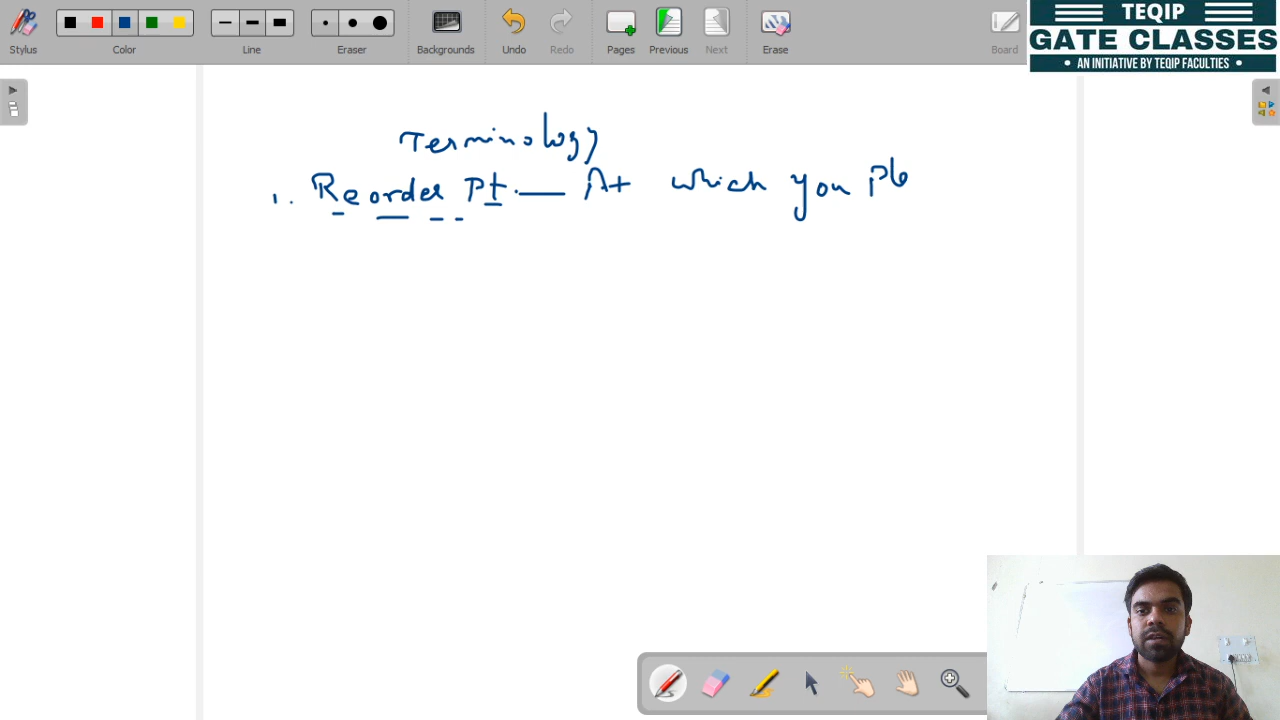 Stylus Color Line Eraser Backgrounds Undo Redo Pages Previous Next Erase Board
TEQIP
GATE CLASSES
• AN INITIATIVE BY TEQIP FACULTIES •
Terminology
1. Reorder Pt. — At which you Pla